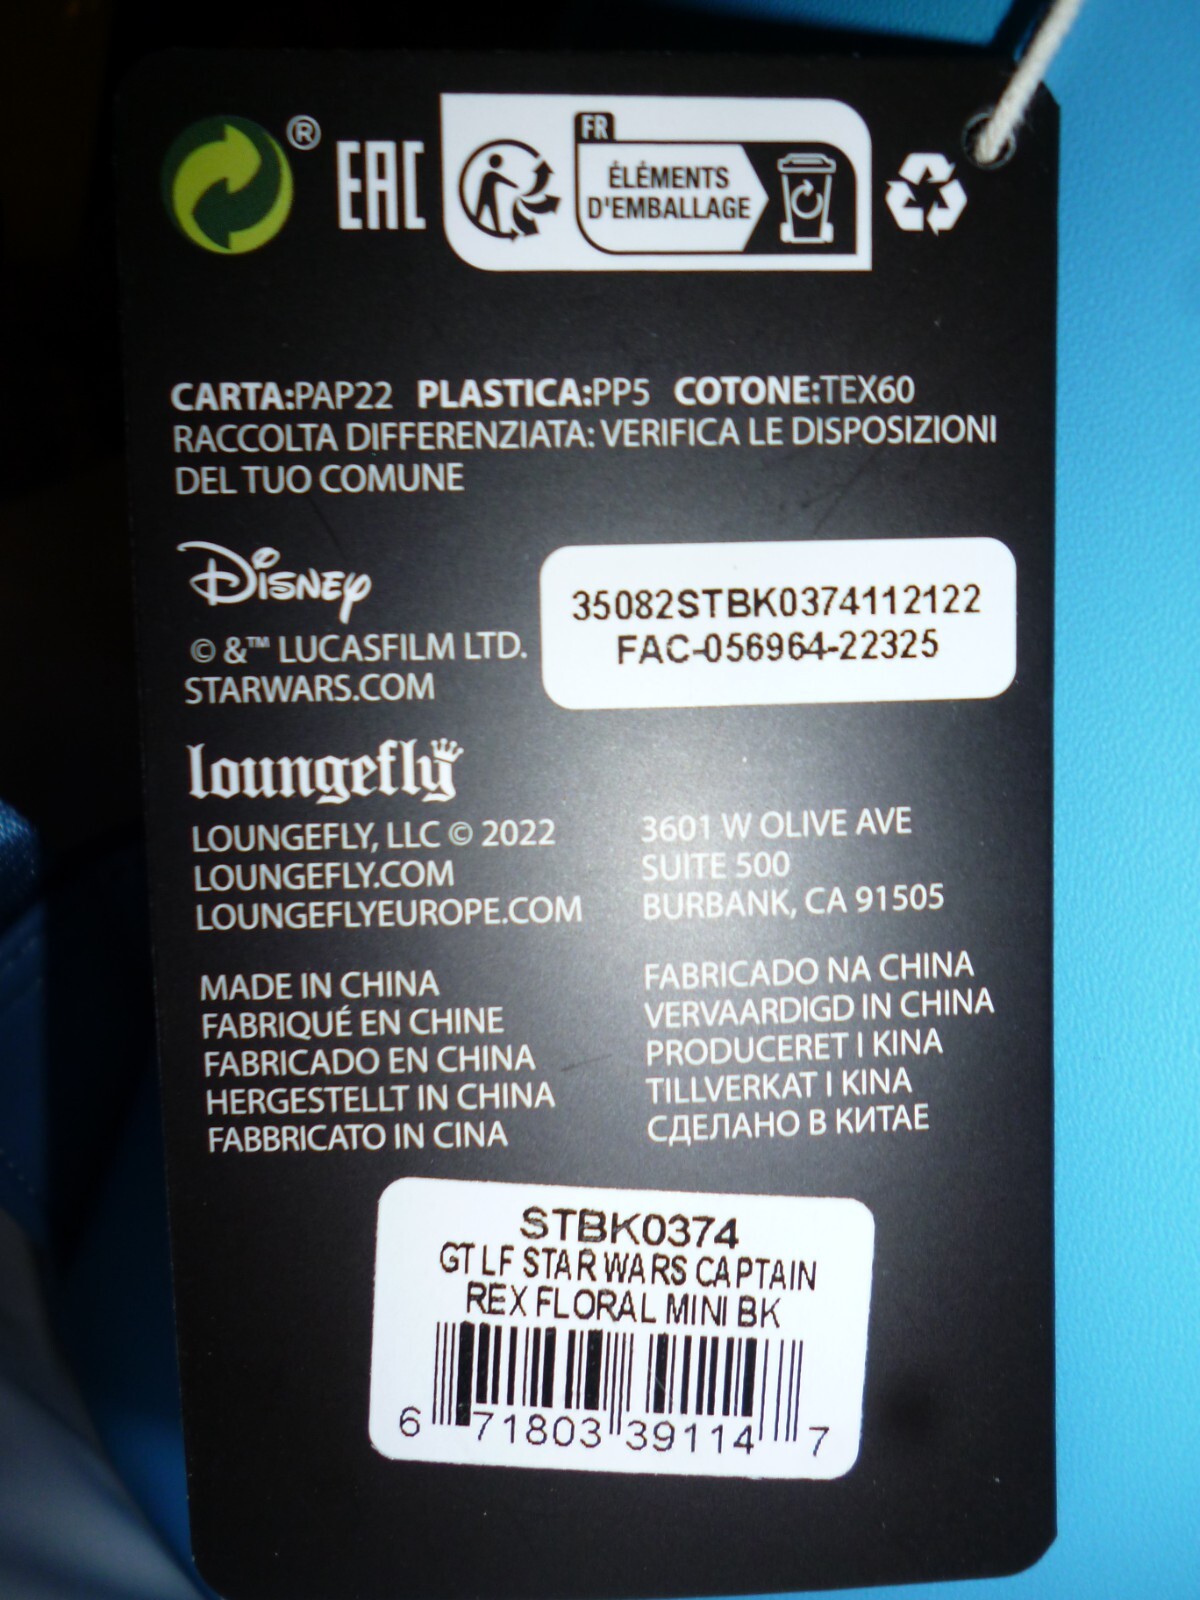 ®
EAC
FR
ÉLÉMENTS
D'EMBALLAGE
CARTA:PAP22 PLASTICA:PP5 COTONE:TEX60
RACCOLTA DIFFERENZIATA: VERIFICA LE DISPOSIZIONI
DEL TUO COMUNE
Disney
© &™ LUCASFILM LTD.
STARWARS.COM
35082STBK0374112122
FAC-056964-22325
loungefly
LOUNGEFLY, LLC © 2022
LOUNGEFLY.COM
LOUNGEFLYEUROPE.COM
3601 W OLIVE AVE
SUITE 500
BURBANK, CA 91505
MADE IN CHINA
FABRIQUÉ EN CHINE
FABRICADO EN CHINA
HERGESTELLT IN CHINA
FABBRICATO IN CINA
FABRICADO NA CHINA
VERVAARDIGD IN CHINA
PRODUCERET I KINA
TILLVERKAT I KINA
СДЕЛАНО В КИТАЕ
STBK0374
GT LF STAR WARS CAPTAIN
REX FLORAL MINI BK
6 71803 39114 7